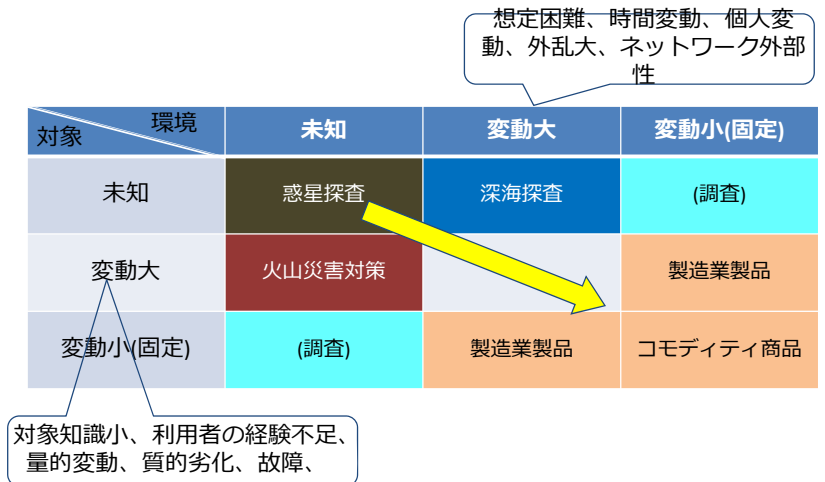 想定困難、時間変動、個人変
動、外乱大、ネットワーク外部
性
環境
対象
未知
変動大
変動小(固定)
未知
惑星探査
深海探査
(調査)
変動大
火山災害対策
製造業製品
変動小(固定)
(調査)
製造業製品
コモディティ商品
対象知識小、利用者の経験不足、
量的変動、質的劣化、故障、